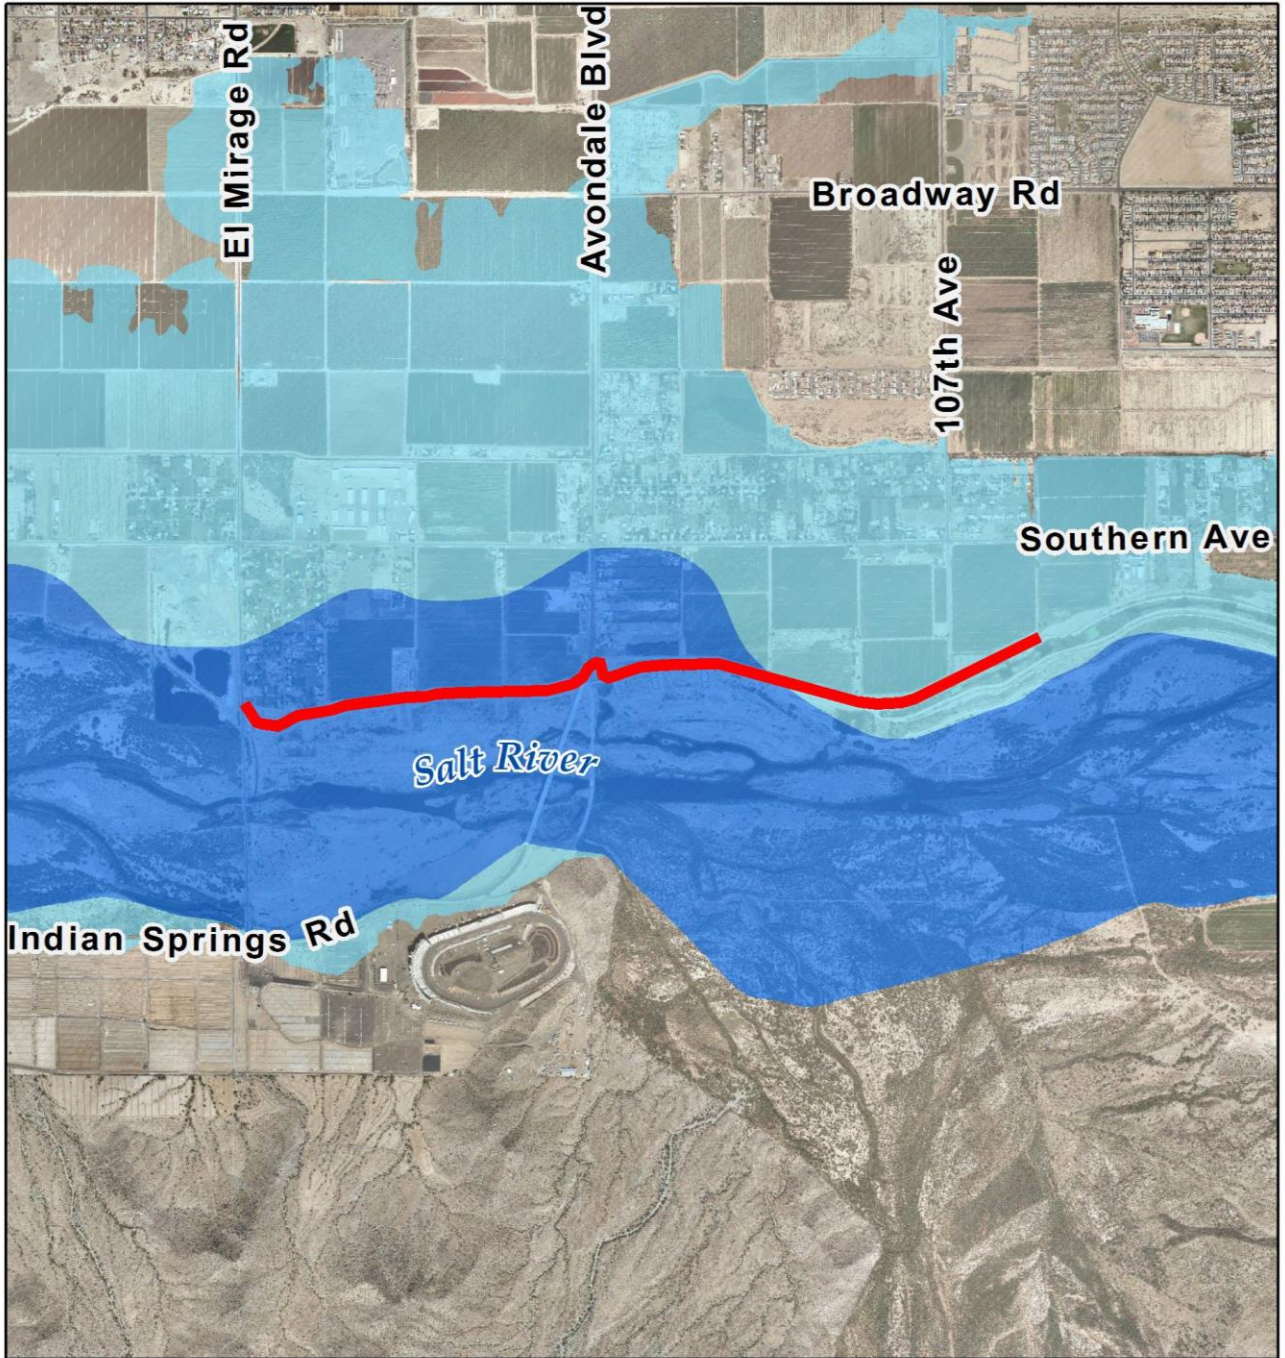 El Mirage Rd
Avondale Blvd
Broadway Rd
107th Ave
Southern Ave
Salt River
Indian Springs Rd